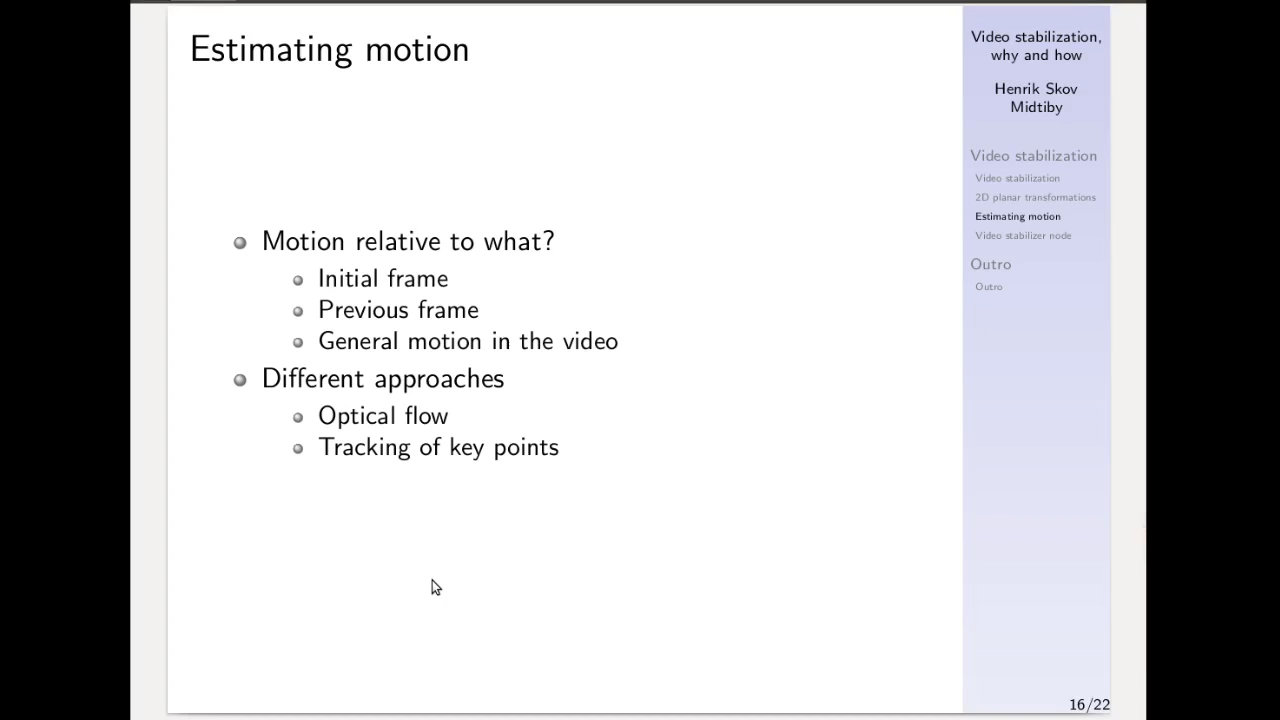 Estimating motion
Motion relative to what?
Initial frame
Previous frame
General motion in the video
Different approaches
Optical flow
Tracking of key points
Video stabilization,
why and how
Henrik Skov
Midtiby
Video stabilization
Video stabilization
2D planar transformations
Estimating motion
Video stabilizer node
Outro
Outro
16/22